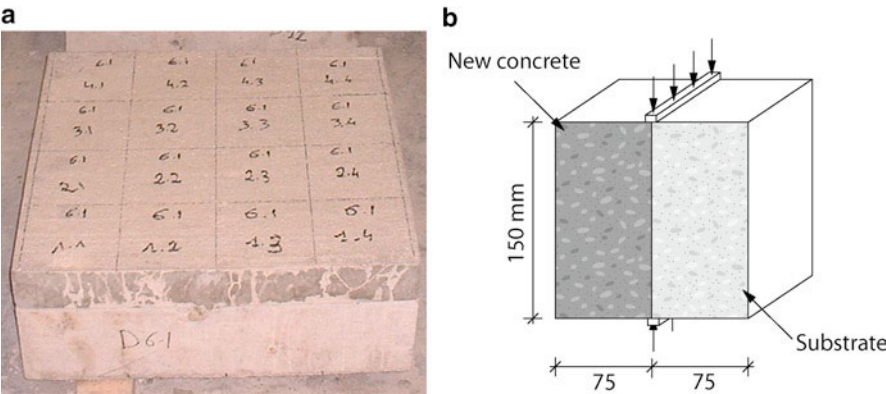 a
12
6.1 6.1 6.1 6.1
4.1 4.2 4.3 4.4
6.1 6.1 6.1 6.1
3.1 3.2 3.3 3.4
6.1 6.1 6.1 6.1
2.1 2.2 2.3 2.4
6.1 6.1 6.1 6.1
1.1 1.2 1.3 1.4
D6.1
b
New concrete
150 mm
Substrate
75 75